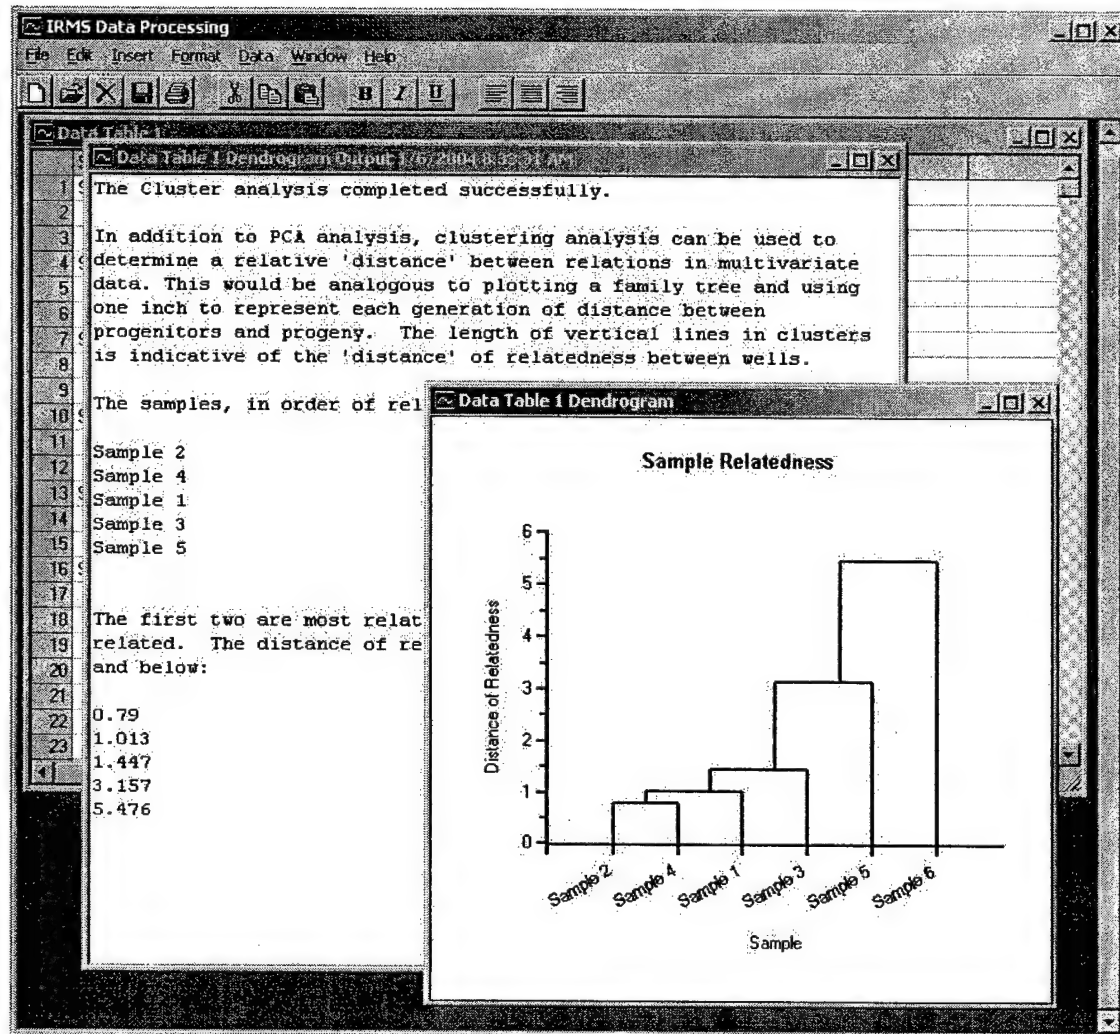 IRMS Data Processing
File Edit Insert Format Data Window Help
B I U
Data Table 1
Data Table 1 Dendrogram Output 1/6/2004 8:33:31 AM
1
2
3
4
5
6
7
8
9
10
11
12
13
14
15
16
17
18
19
20
21
22
23
The Cluster analysis completed successfully.
In addition to PCA analysis, clustering analysis can be used to
determine a relative 'distance' between relations in multivariate
data. This would be analogous to plotting a family tree and using
one inch to represent each generation of distance between
progenitors and progeny. The length of vertical lines in clusters
is indicative of the 'distance' of relatedness between wells.
The samples, in order of rel
Sample 2
Sample 4
Sample 1
Sample 3
Sample 5
The first two are most relat
related. The distance of re
and below:
0.79
1.013
1.447
3.157
5.476
Data Table 1 Dendrogram
Sample Relatedness
Distance of Relatedness
6
5
4
3
2
1
0
Sample 2
Sample 4
Sample 1
Sample 3
Sample 5
Sample 6
Sample